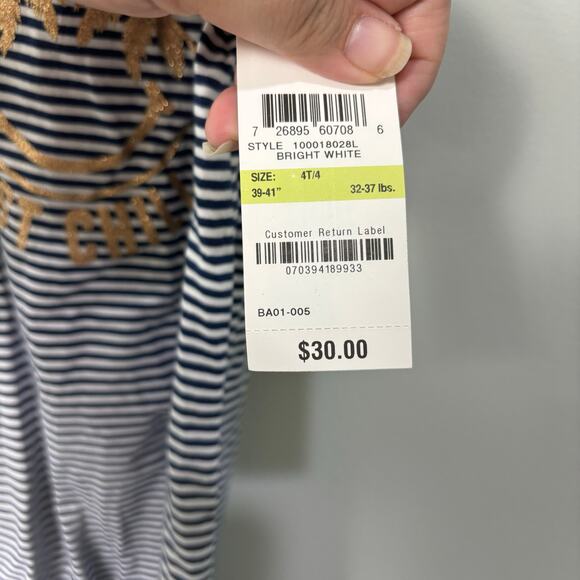 7 26895 60708 6
STYLE 100018028L
BRIGHT WHITE
SIZE: 4T/4
39-41" 32-37 lbs.
Customer Return Label
070394189933
BA01-005
$30.00